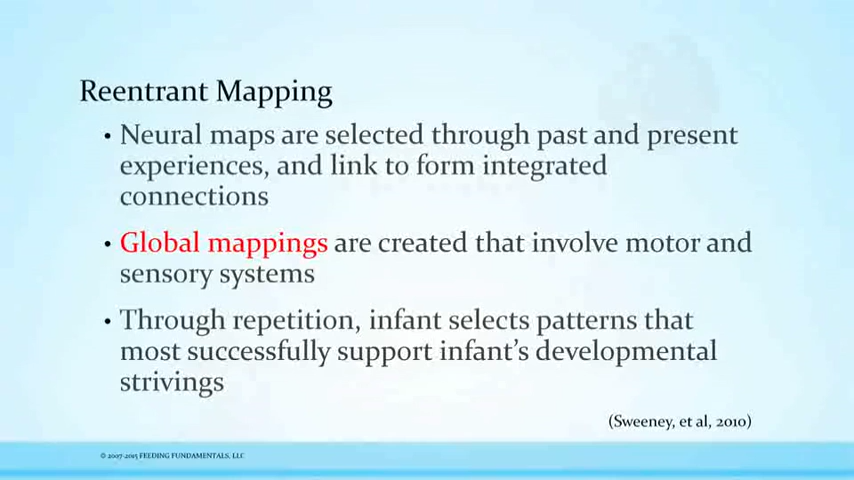 Reentrant Mapping
• Neural maps are selected through past and present
experiences, and link to form integrated
connections
• Global mappings are created that involve motor and
sensory systems
• Through repetition, infant selects patterns that
most successfully support infant's developmental
strivings
(Sweeney, et al, 2010)
© 2007-2015 FEEDING FUNDAMENTALS, LLC